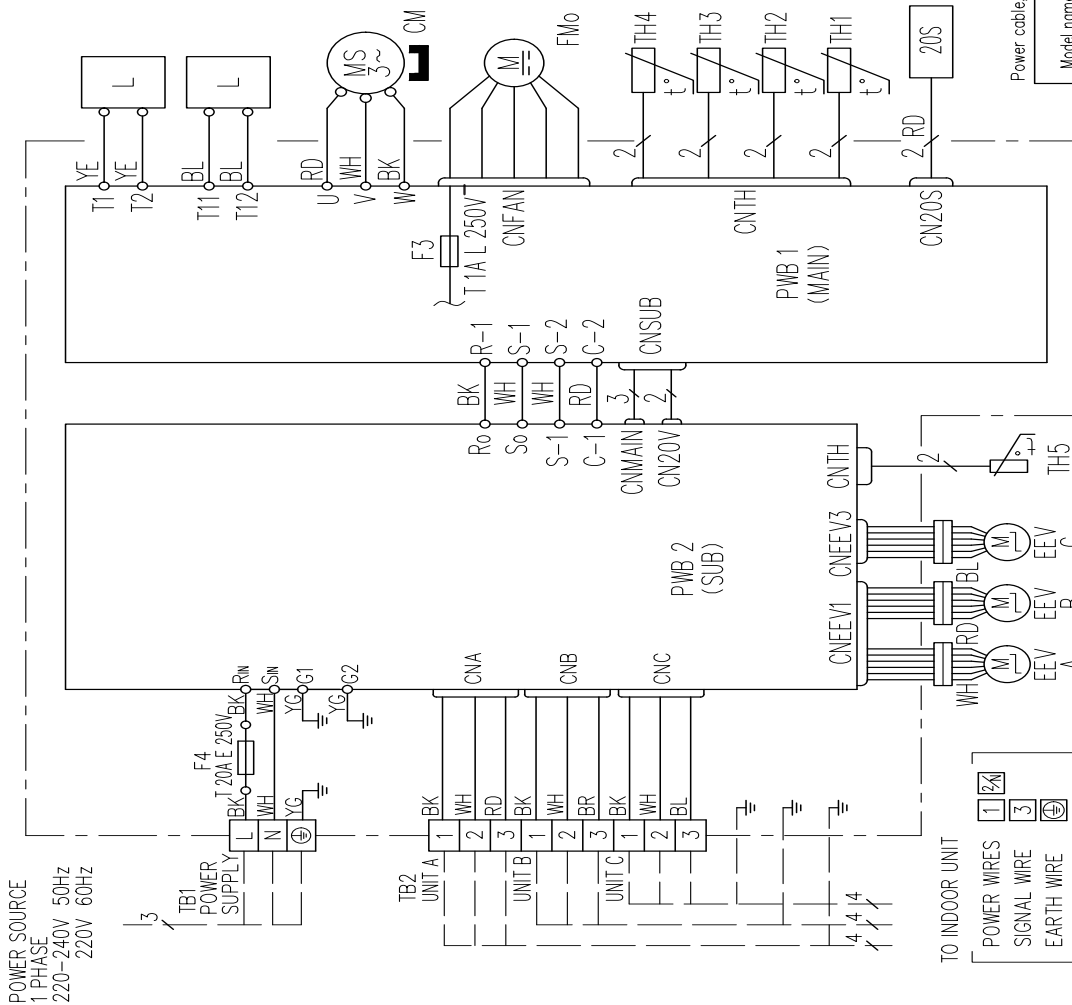 POWER SOURCE
1 PHASE
220-240V 50Hz
220V 60Hz
3
TB1
POWER
SUPPLY
L
N
BK
WH
YG
F4
T 20A E 250V
BK
WH
YG
YG
RIN
SIN
G1
G2
TB2
UNIT A
UNIT B
UNIT C
1
2
3
1
2
3
1
2
3
BK
WH
RD
BK
WH
BR
BK
WH
BL
CNA
CNB
CNC
4
4
4
TO INDOOR UNIT
POWER WIRES
1
2/N
SIGNAL WIRE
3
EARTH WIRE
PWB 2
(SUB)
CNEEV1
CNEEV3
CNTH
WH
RD
BL
M
M
M
EEV
A
EEV
B
EEV
C
2
t°
TH5
Ro
So
S-1
C-1
CNMAIN
CN20V
BK
WH
WH
RD
3
2
R-1
S-1
S-2
C-2
CNSUB
PWB 1
(MAIN)
T1
T2
T11
T12
YE
YE
BL
BL
L
L
U
V
W
RD
WH
BK
MS
3~
CM
F3
T 1A L 250V
CNFAN
M
FMo
CNTH
2
2
2
2
t°
t°
t°
t°
TH4
TH3
TH2
TH1
CN20S
2
RD
20S
Power cable,
Model nam